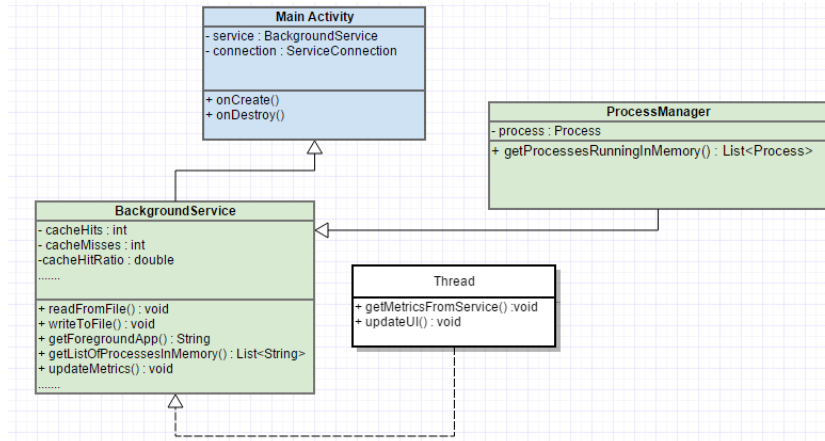 Main Activity
- service : BackgroundService
- connection : ServiceConnection
+ onCreate()
+ onDestroy()
ProcessManager
- process : Process
+ getProcessesRunningInMemory() : List<Process>
BackgroundService
- cacheHits : int
- cacheMisses : int
-cacheHitRatio : double
.......
+ readFromFile() : void
+ writeToFile() : void
+ getForegroundApp() : String
+ getListOfProcessesInMemory() : List<String>
+ updateMetrics() : void
.......
Thread
+ getMetricsFromService() :void
+ updateUI() : void